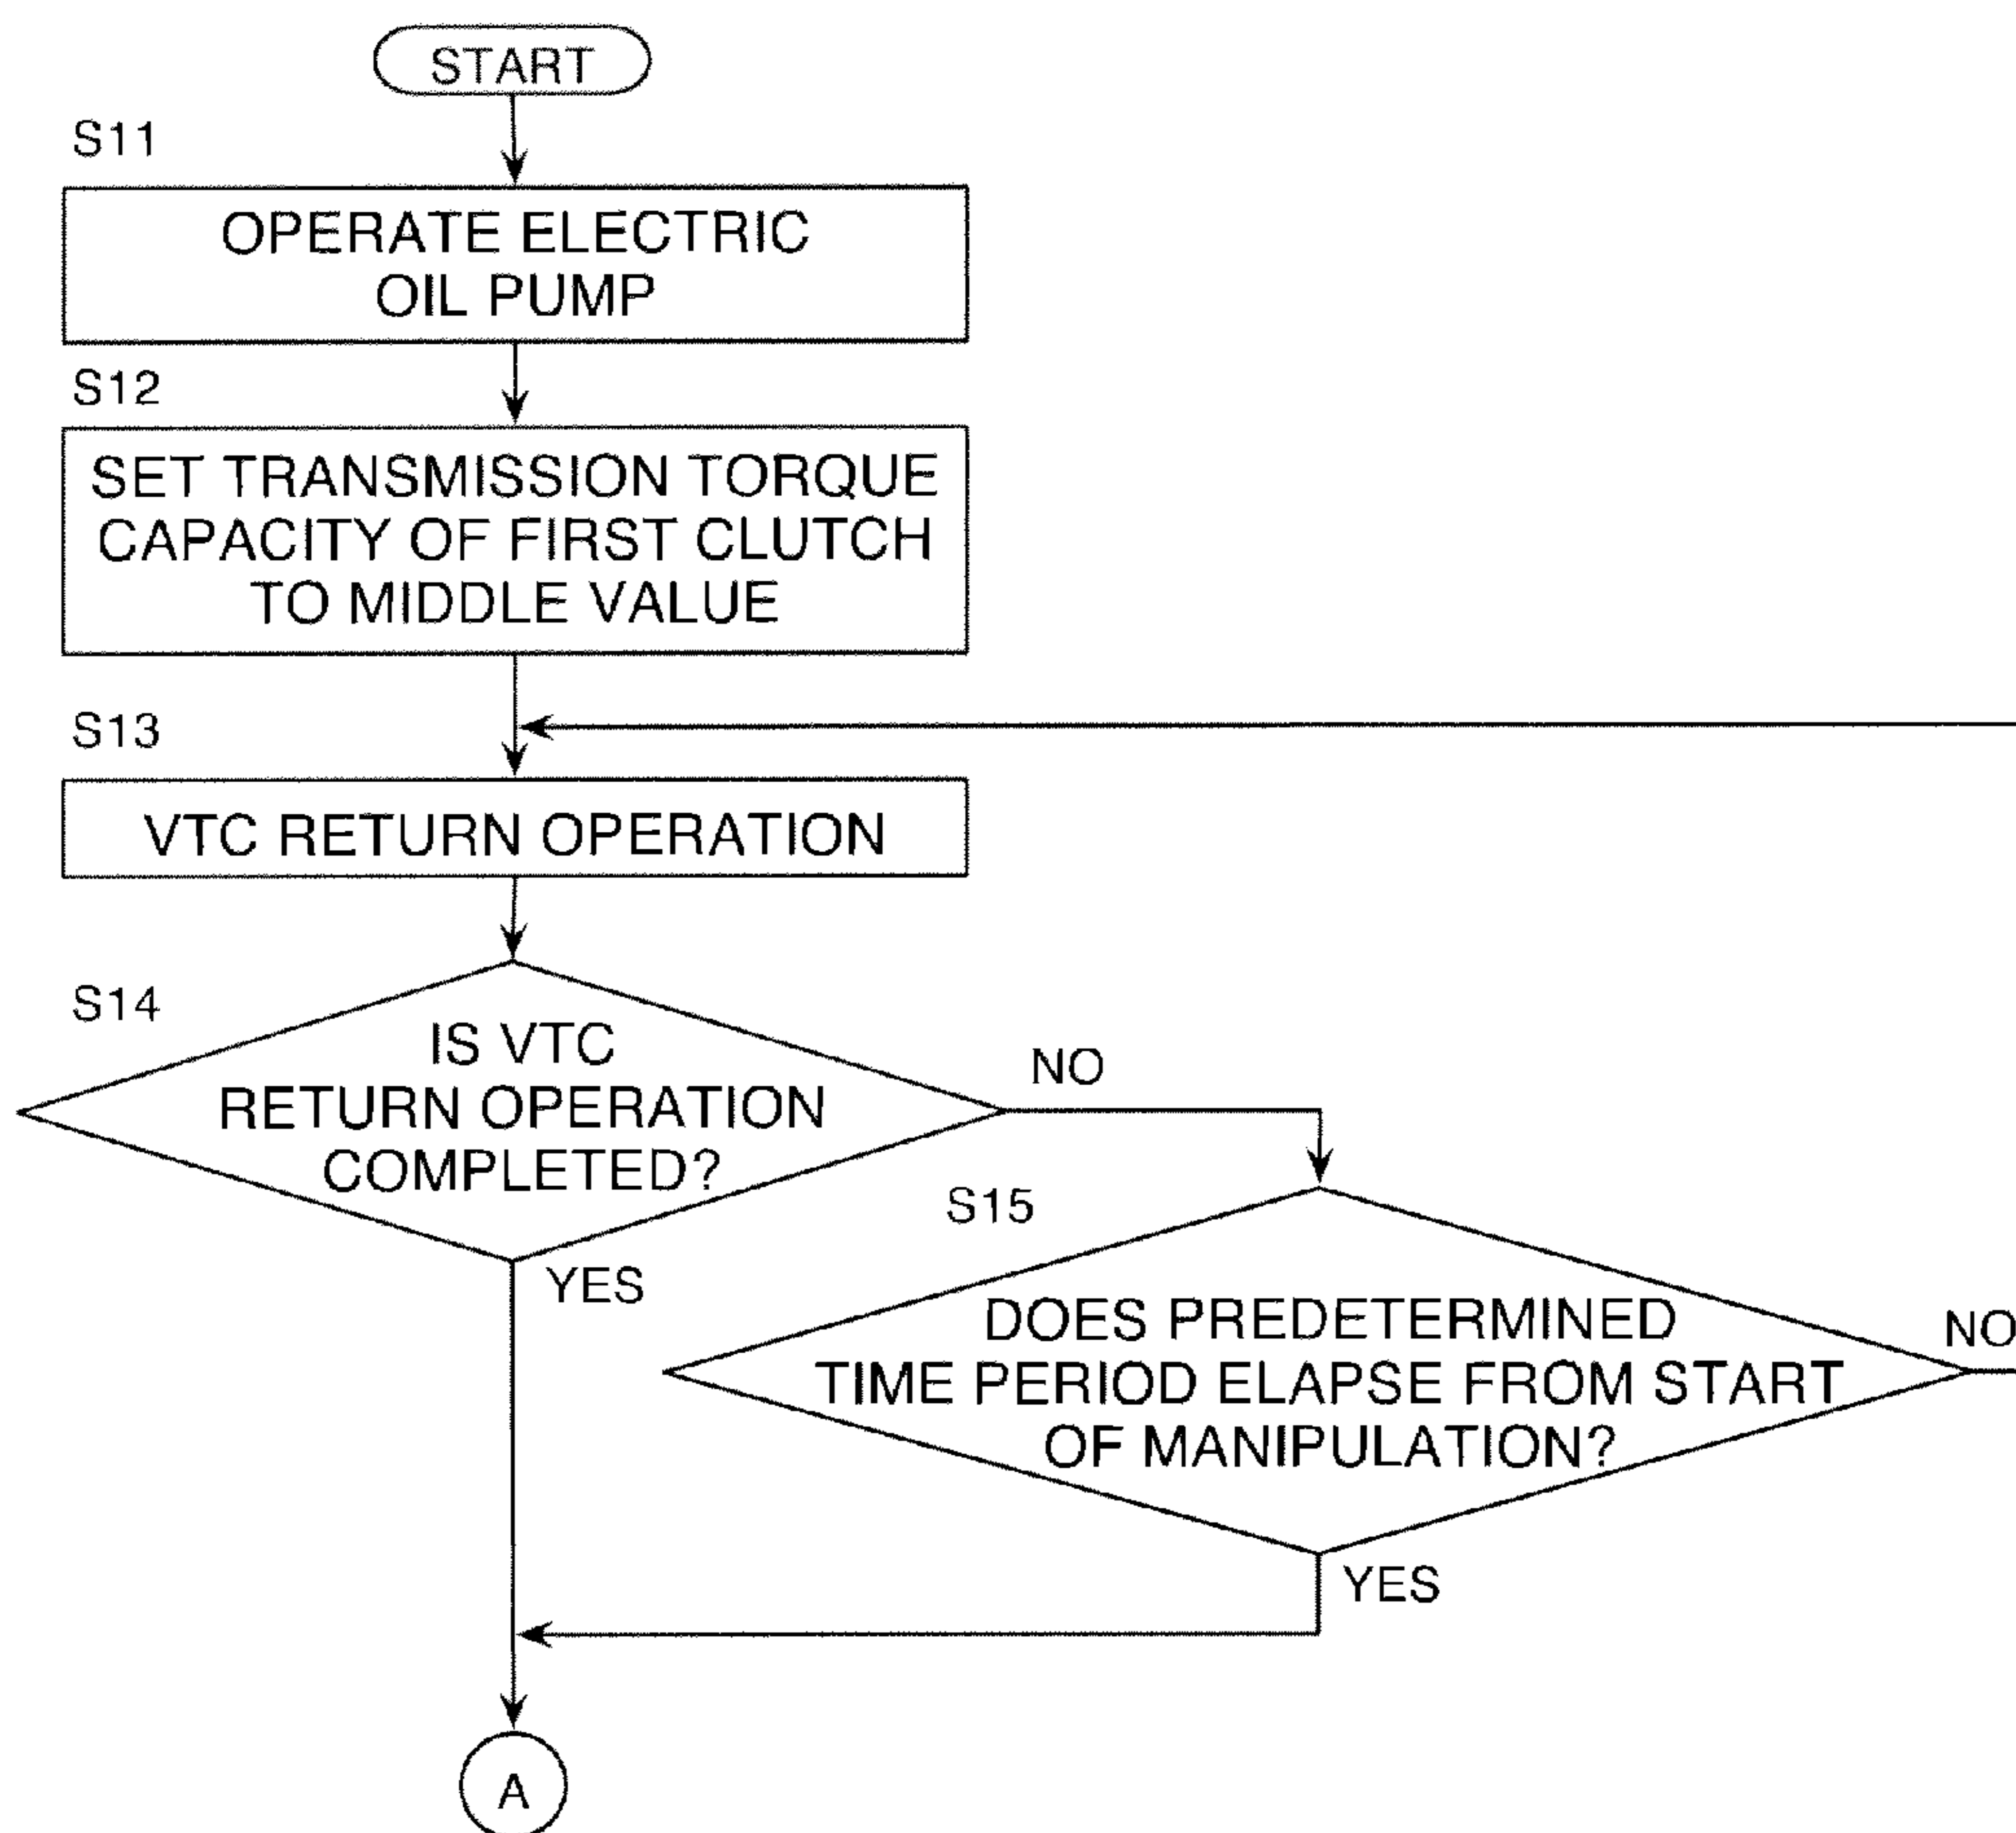 START
S11
OPERATE ELECTRIC
OIL PUMP
S12
SET TRANSMISSION TORQUE
CAPACITY OF FIRST CLUTCH
TO MIDDLE VALUE
S13
VTC RETURN OPERATION
S14
IS VTC
RETURN OPERATION
COMPLETED?
NO
YES
S15
DOES PREDETERMINED
TIME PERIOD ELAPSE FROM START
OF MANIPULATION?
NO
YES
A